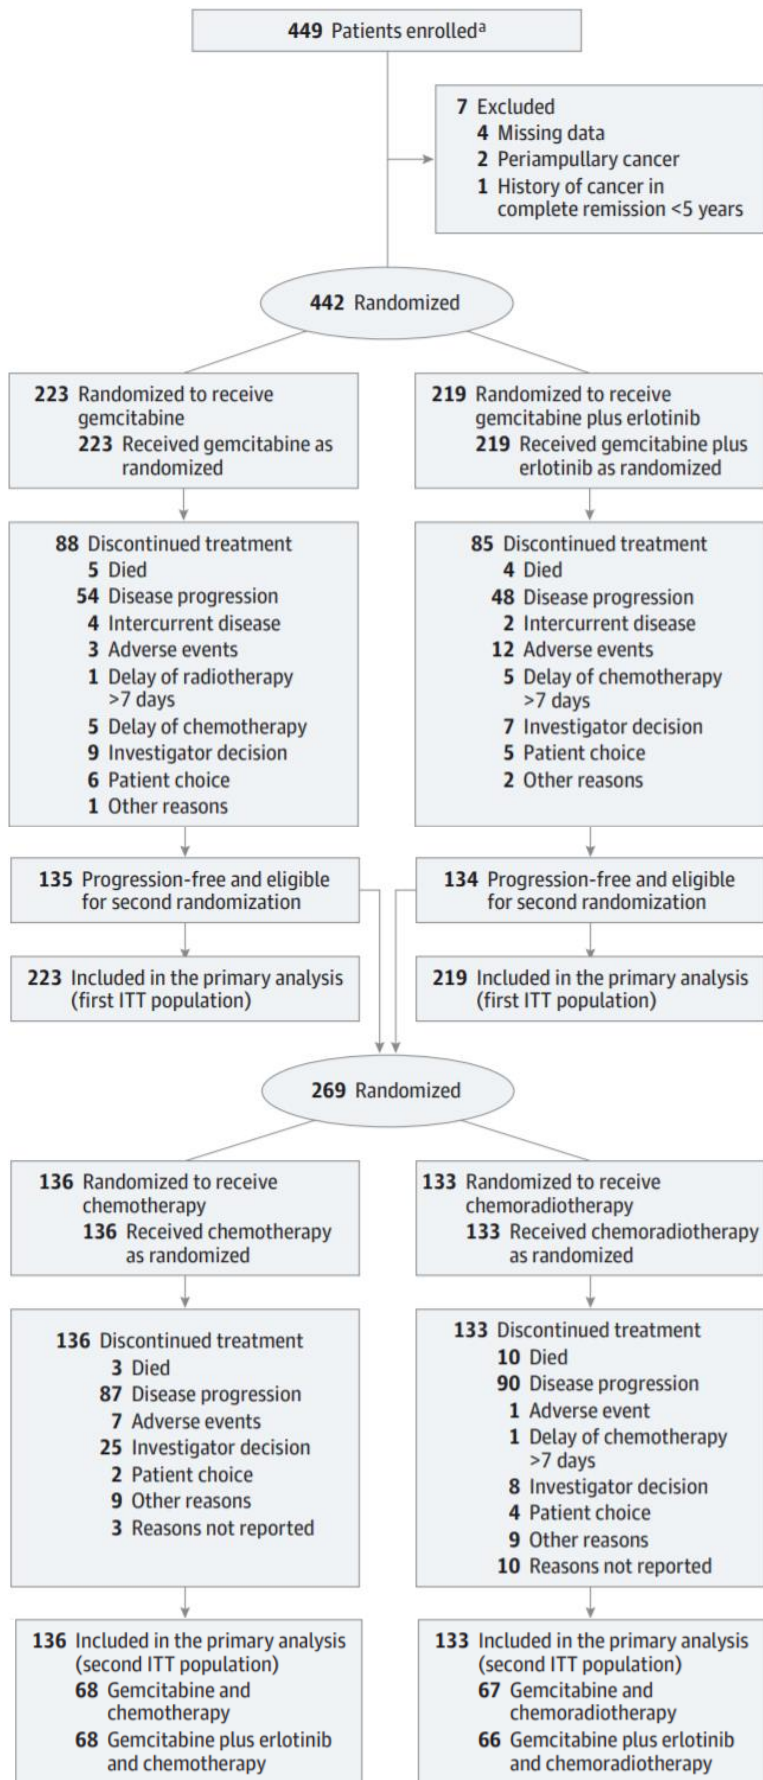 449 Patients enrolledª
7 Excluded
4 Missing data
2 Periampullary cancer
1 History of cancer in
complete remission <5 years
442 Randomized
223 Randomized to receive
gemcitabine
223 Received gemcitabine as
randomized
219 Randomized to receive
gemcitabine plus erlotinib
219 Received gemcitabine plus
erlotinib as randomized
88 Discontinued treatment
5 Died
54 Disease progression
4 Intercurrent disease
3 Adverse events
1 Delay of radiotherapy
>7 days
5 Delay of chemotherapy
9 Investigator decision
6 Patient choice
1 Other reasons
85 Discontinued treatment
4 Died
48 Disease progression
2 Intercurrent disease
12 Adverse events
5 Delay of chemotherapy
>7 days
7 Investigator decision
5 Patient choice
2 Other reasons
135 Progression-free and eligible
for second randomization
134 Progression-free and eligible
for second randomization
223 Included in the primary analysis
(first ITT population)
219 Included in the primary analysis
(first ITT population)
269 Randomized
136 Randomized to receive
chemotherapy
136 Received chemotherapy
as randomized
133 Randomized to receive
chemoradiotherapy
133 Received chemoradiotherapy
as randomized
136 Discontinued treatment
3 Died
87 Disease progression
7 Adverse events
25 Investigator decision
2 Patient choice
9 Other reasons
3 Reasons not reported
133 Discontinued treatment
10 Died
90 Disease progression
1 Adverse event
1 Delay of chemotherapy
>7 days
8 Investigator decision
4 Patient choice
9 Other reasons
10 Reasons not reported
136 Included in the primary analysis
(second ITT population)
68 Gemcitabine and
chemotherapy
68 Gemcitabine plus erlotinib
and chemotherapy
133 Included in the primary analysis
(second ITT population)
67 Gemcitabine and
chemoradiotherapy
66 Gemcitabine plus erlotinib
and chemoradiotherapy